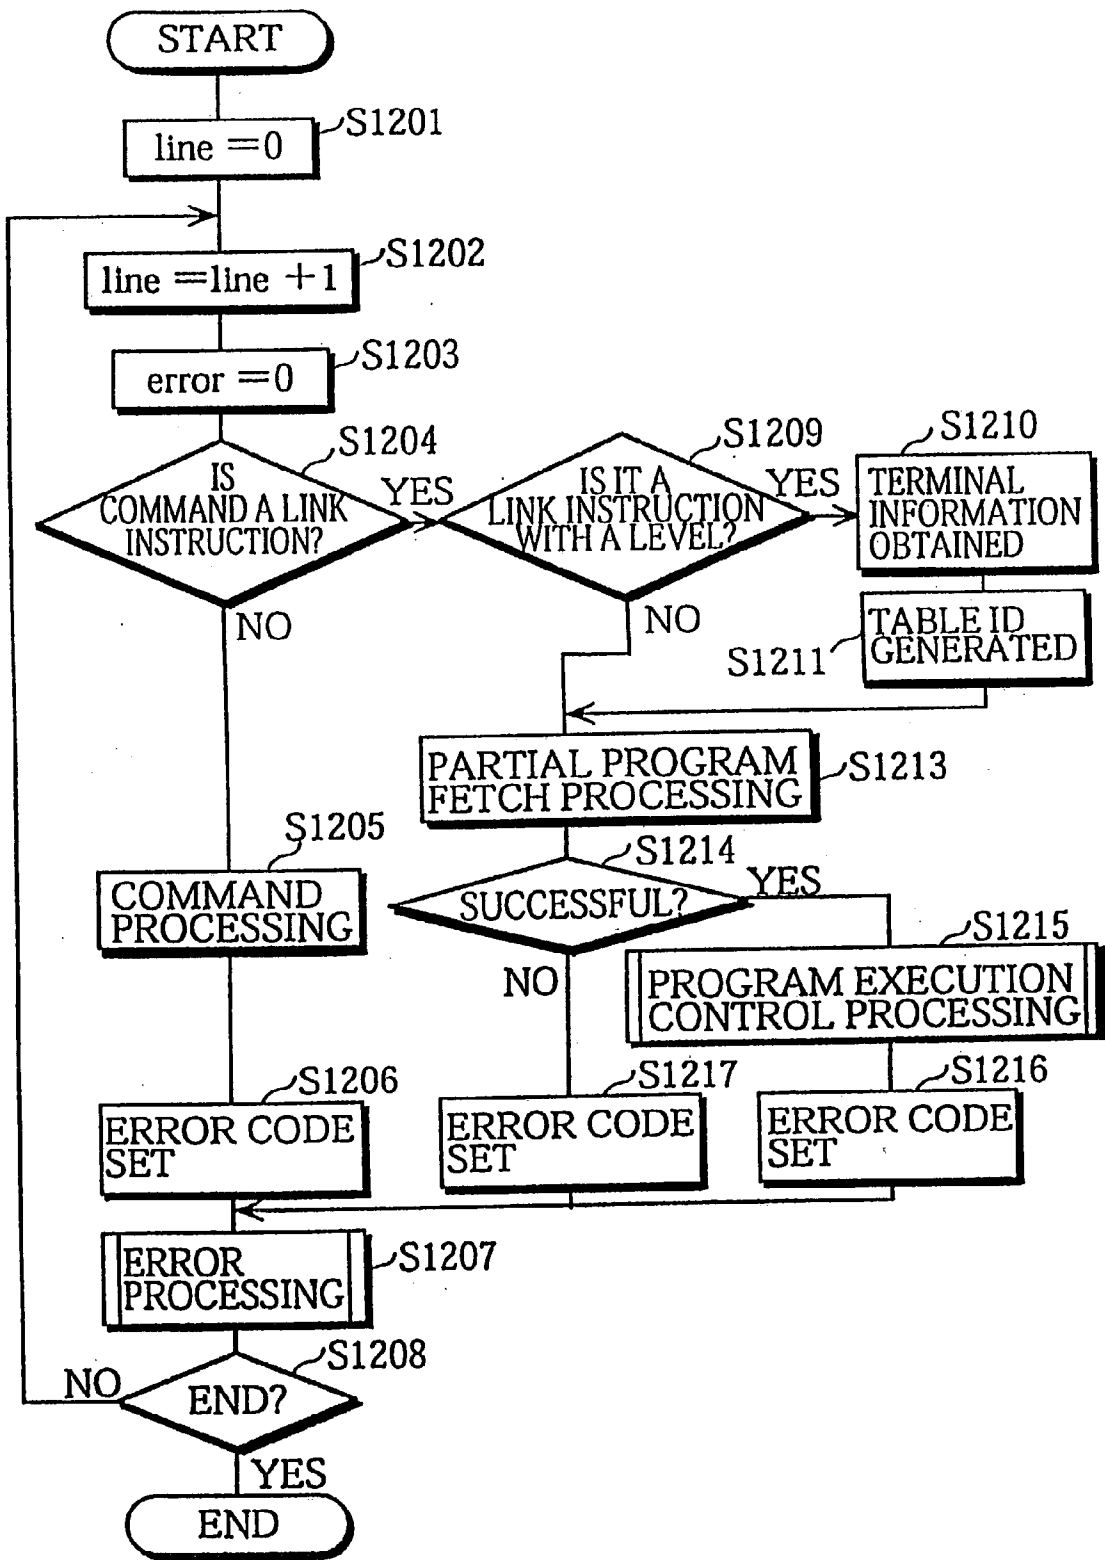 START
S1201
line =0
S1202
line =line +1
S1203
error =0
S1204
IS
COMMAND A LINK
INSTRUCTION?
YES
NO
S1209
IS IT A
LINK INSTRUCTION
WITH A LEVEL?
YES
NO
S1210
TERMINAL
INFORMATION
OBTAINED
S1211
TABLE ID
GENERATED
PARTIAL PROGRAM
FETCH PROCESSING
S1213
S1205
COMMAND
PROCESSING
S1214
SUCCESSFUL?
YES
NO
S1215
PROGRAM EXECUTION
CONTROL PROCESSING
S1206
ERROR CODE
SET
S1217
ERROR CODE
SET
S1216
ERROR CODE
SET
ERROR
PROCESSING
S1207
S1208
END?
NO
YES
END